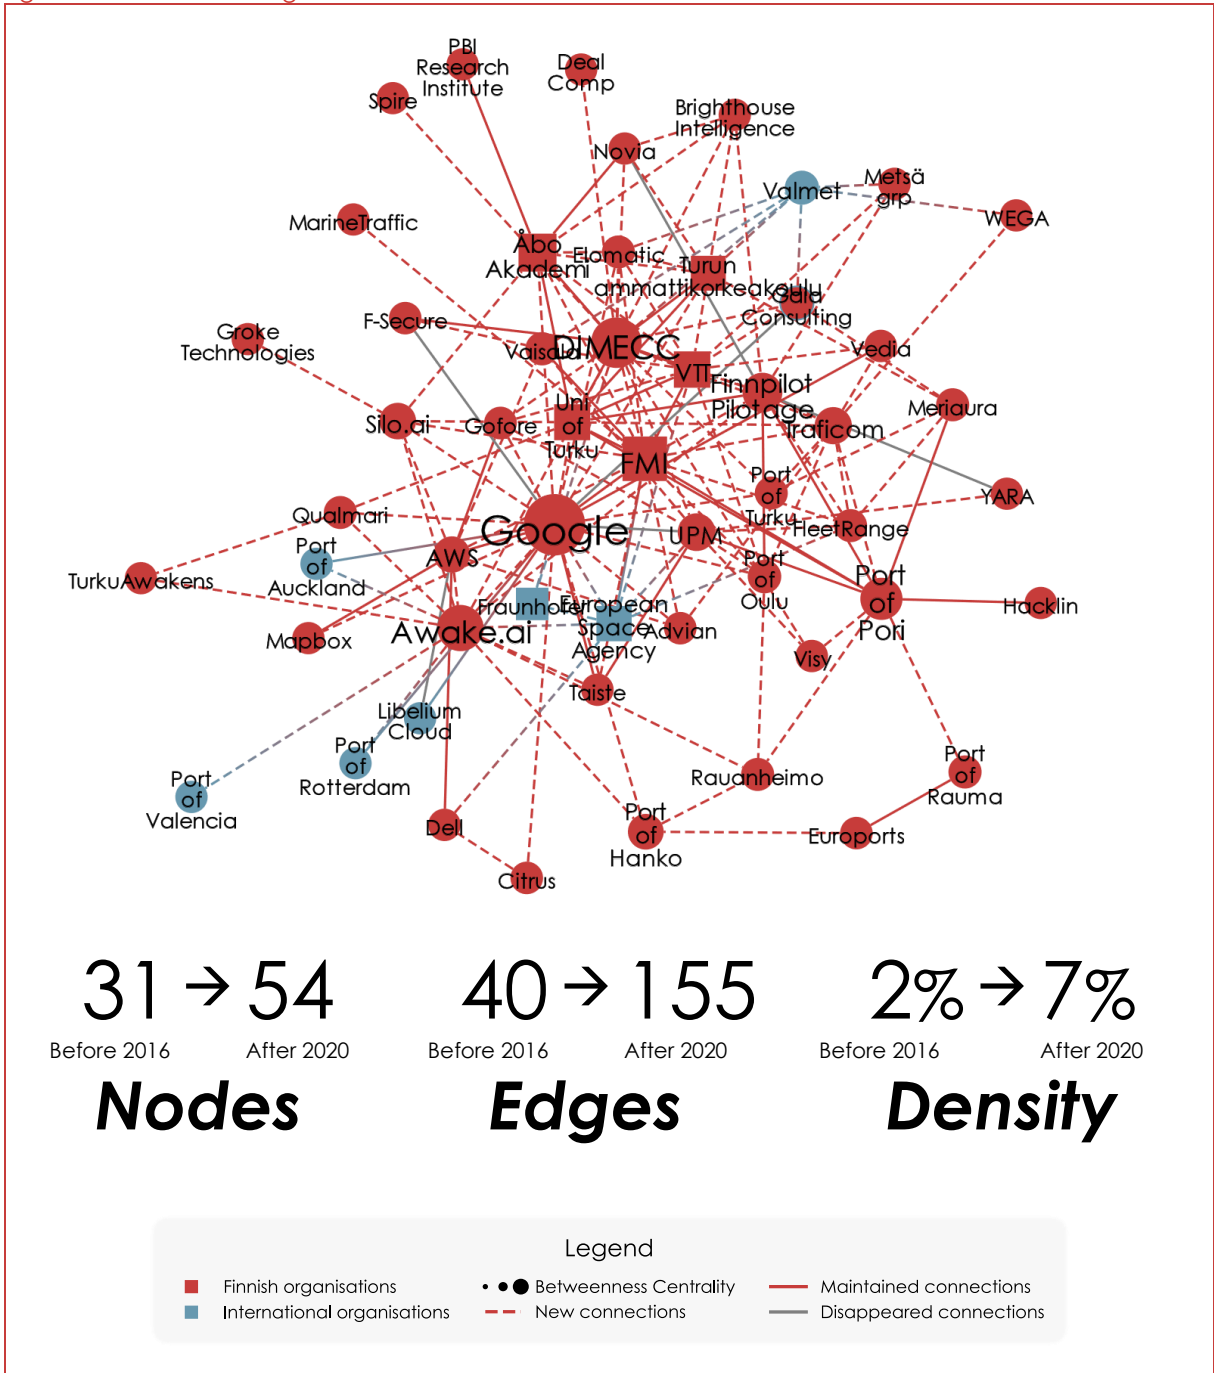 PBI
Research
Institute
Deal
Comp
Spire
Brighthouse
Intelligence
Novia
Valmet
Metsä
grp
MarineTraffic
WEGA
Åbo
Akademi
Elomatic
Turun
ammattikorkeakoulu
Gaia
Consulting
F-Secure
Groke
Technologies
Vaisala
DIMECC
Vedia
VTT
Finnpilot
Pilotage
Uni
of
Turku
Meriaura
Silo.ai
Gofore
Traficom
FMI
Port
of
Turku
YARA
Qualmari
Google
UPM
FleetRange
Port
of
Auckland
AWS
Port
of
Oulu
TurkuAwakens
Port
of
Pori
Fraunhofer
European
Space
Agency
Hacklin
Mapbox
Awake.ai
Advian
Visy
Taiste
Libelium
Cloud
Port
of
Rotterdam
Rauanheimo
Port
of
Rauma
Port
of
Valencia
Dell
Port
of
Hanko
Euroports
Citrus
31 → 54
Before 2016 After 2020
Nodes
40 → 155
Before 2016 After 2020
Edges
2% → 7%
Before 2016 After 2020
Density
Legend
Finnish organisations
International organisations
Betweenness Centrality
New connections
Maintained connections
Disappeared connections